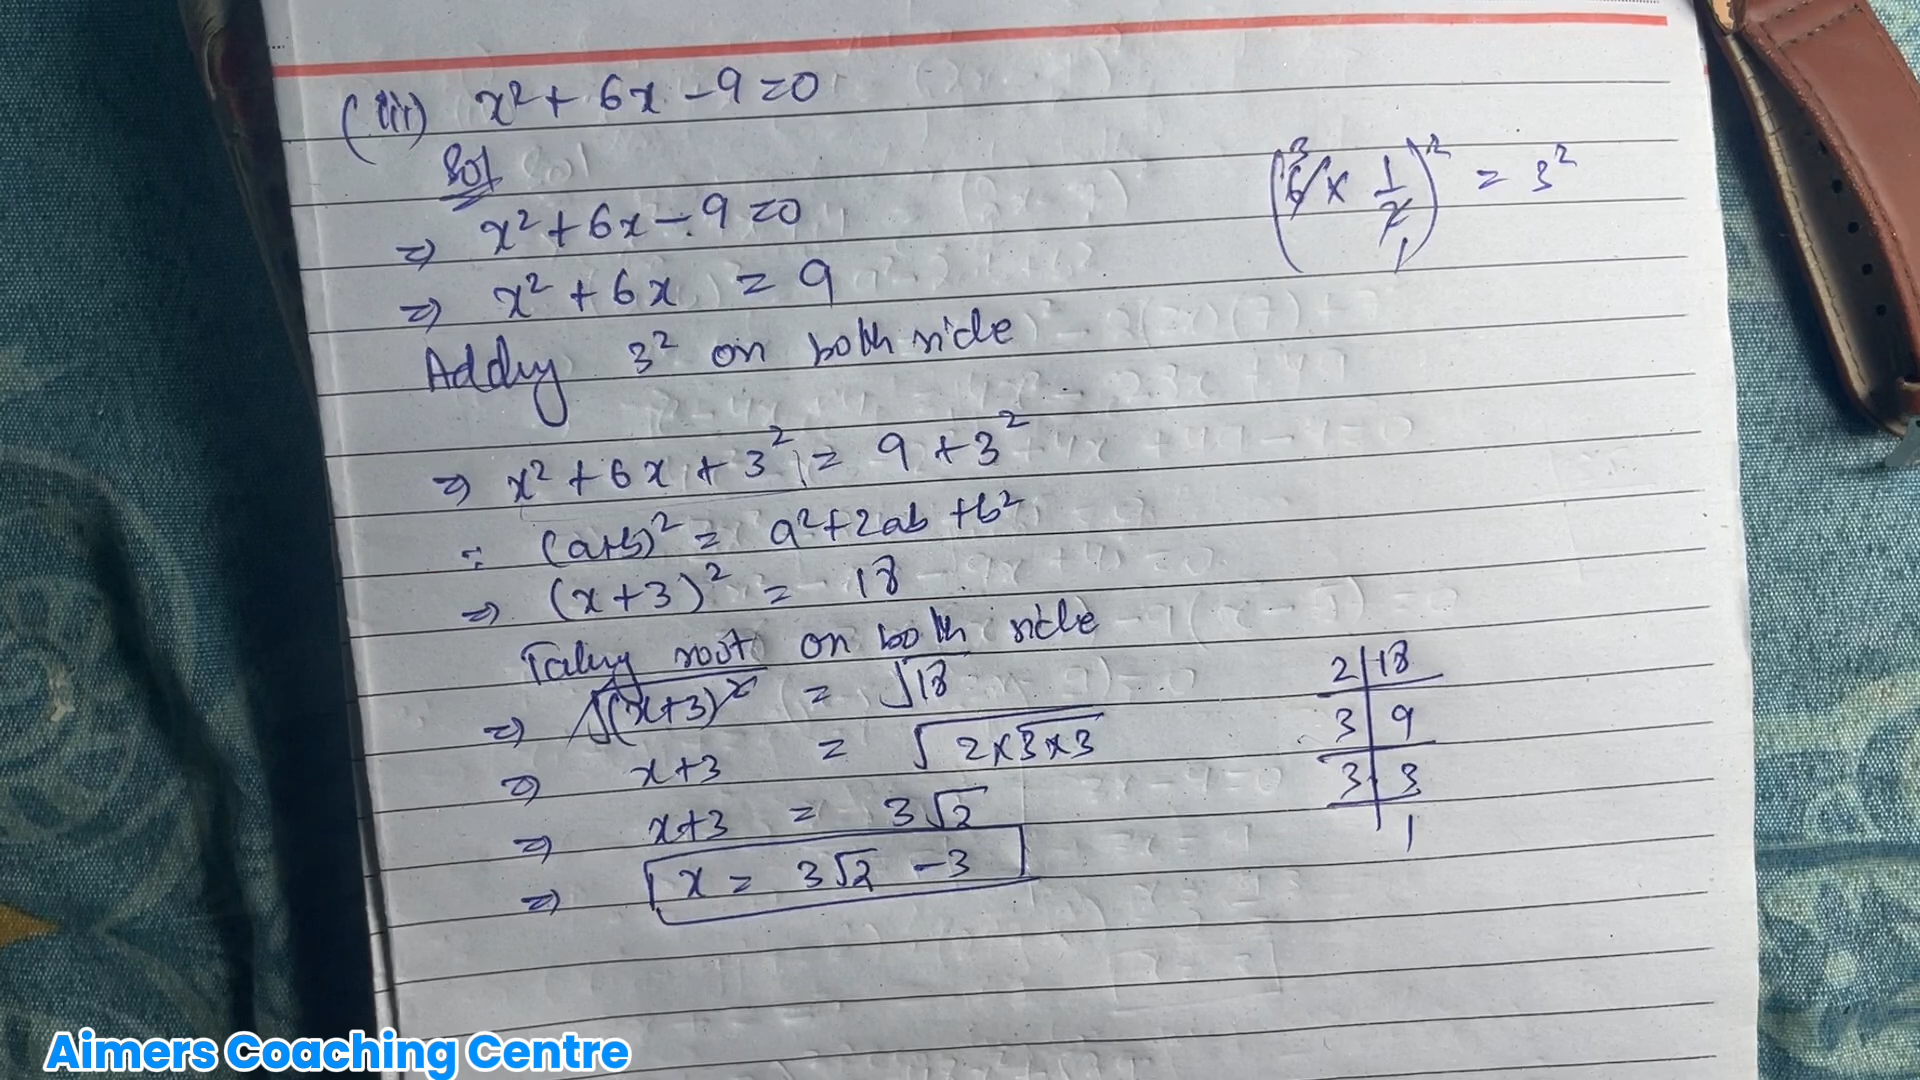 (iii) x² + 6x - 9 = 0
Sol
⇒ x² + 6x - 9 = 0
(6 × 1/2)² = 3²
⇒ x² + 6x = 9
Adding 3² on both side
⇒ x² + 6x + 3² = 9 + 3²
∵ (a+b)² = a² + 2ab + b²
⇒ (x+3)² = 18
Taking root on both side
⇒ √(x+3)² = √18
⇒ x+3 = √2×3×3
⇒ x+3 = 3√2
⇒ x = 3√2 - 3
2 | 18
3 | 9
3 | 3
1
Aimers Coaching Centre